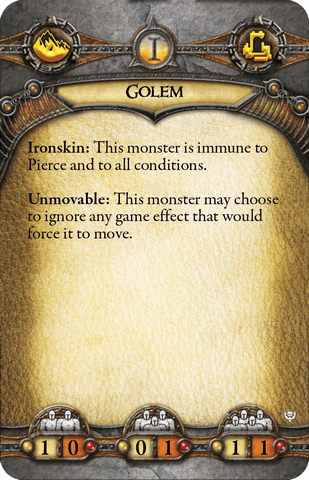 I
Golem
Ironskin: This monster is immune to
Pierce and to all conditions.
Unmovable: This monster may choose
to ignore any game effect that would
force it to move.
1 0 0 1 1 1